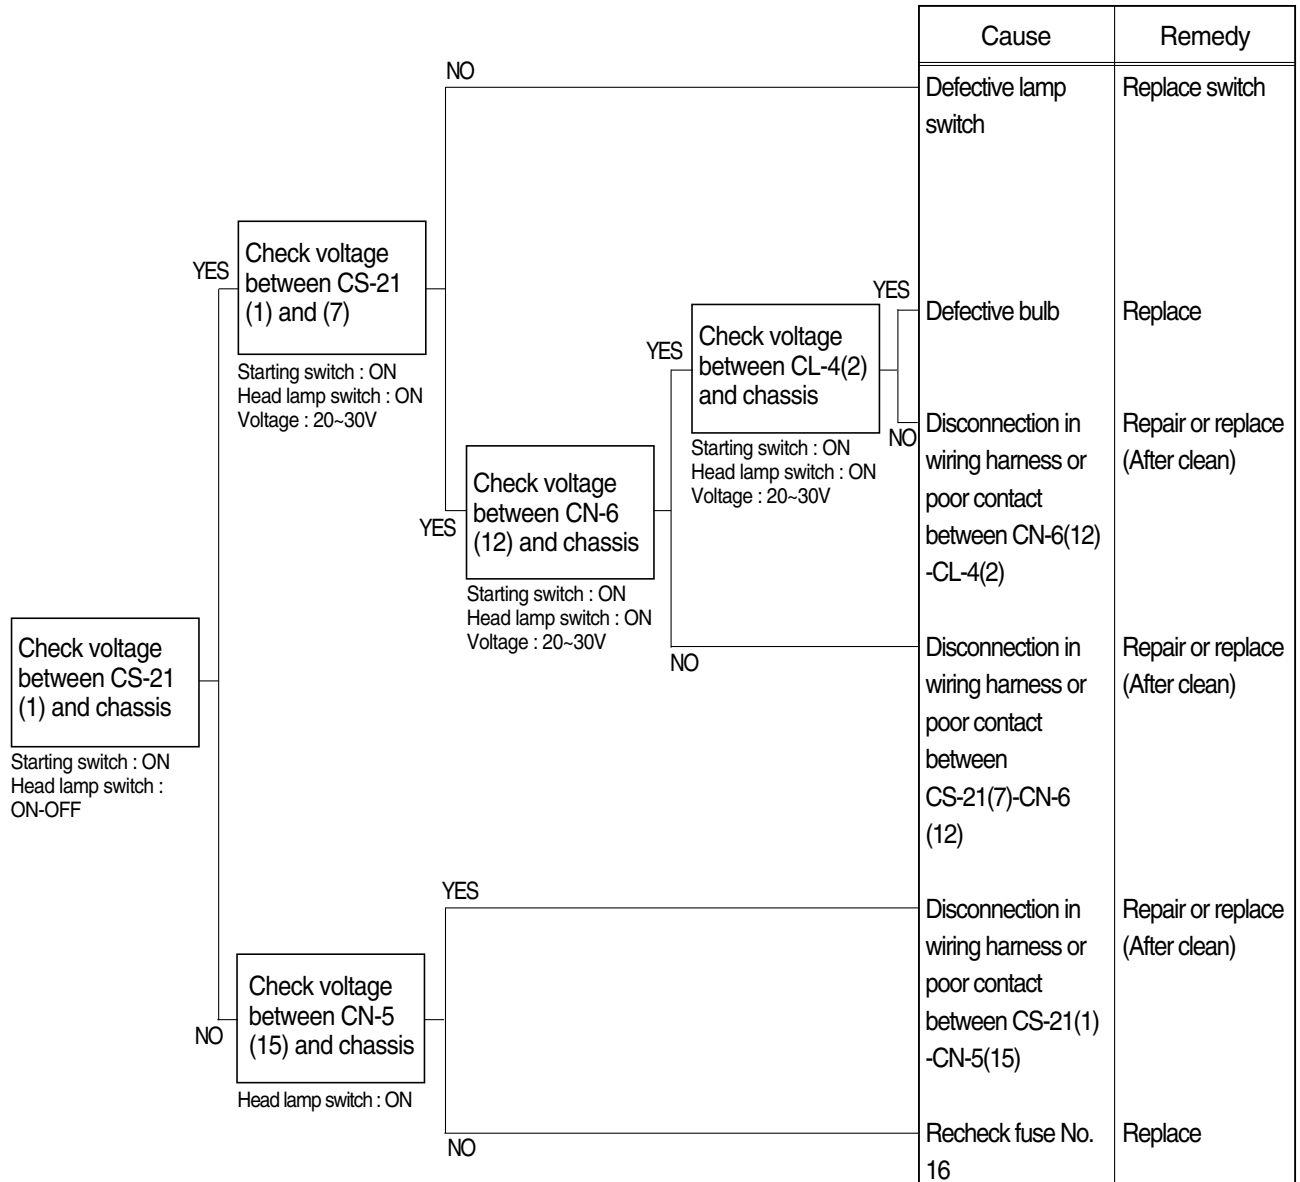 Cause
Remedy
NO
Defective lamp
switch
Replace switch
YES
Check voltage
between CS-21
(1) and (7)
Starting switch : ON
Head lamp switch : ON
Voltage : 20~30V
YES
Defective bulb
Replace
YES
Check voltage
between CL-4(2)
and chassis
Starting switch : ON
Head lamp switch : ON
Voltage : 20~30V
NO
Disconnection in
wiring harness or
poor contact
between CN-6(12)
-CL-4(2)
Repair or replace
(After clean)
YES
Check voltage
between CN-6
(12) and chassis
Starting switch : ON
Head lamp switch : ON
Voltage : 20~30V
NO
Disconnection in
wiring harness or
poor contact
between
CS-21(7)-CN-6
(12)
Repair or replace
(After clean)
Check voltage
between CS-21
(1) and chassis
Starting switch : ON
Head lamp switch :
ON-OFF
YES
Disconnection in
wiring harness or
poor contact
between CS-21(1)
-CN-5(15)
Repair or replace
(After clean)
NO
Check voltage
between CN-5
(15) and chassis
Head lamp switch : ON
NO
Recheck fuse No.
16
Replace